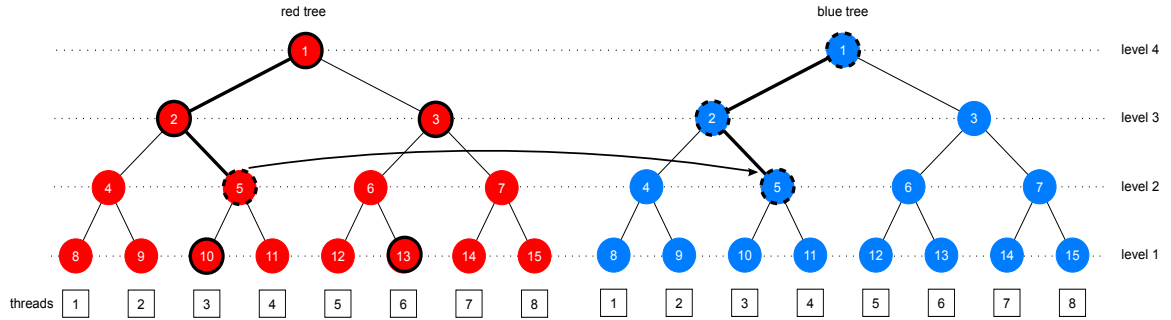 red tree blue tree
1 1 level 4
2 3 2 3 level 3
4 5 6 7 4 5 6 7 level 2
8 9 10 11 12 13 14 15 8 9 10 11 12 13 14 15 level 1
threads 1 2 3 4 5 6 7 8 1 2 3 4 5 6 7 8